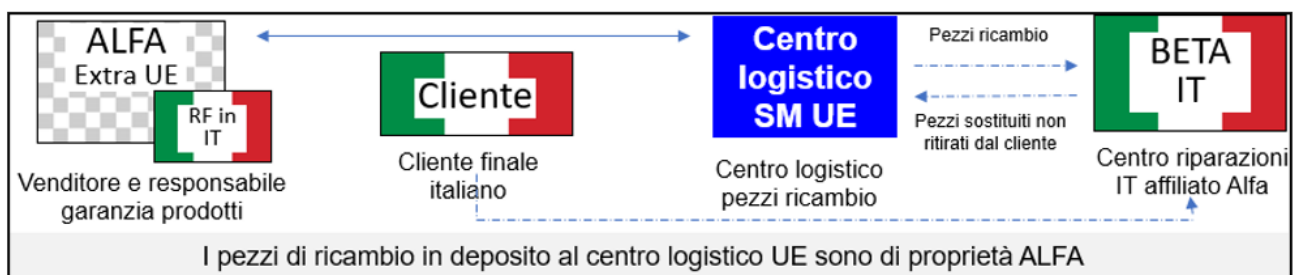 ALFA
Extra UE
RF in
IT
Venditore e responsabile
garanzia prodotti
Cliente
Cliente finale
italiano
Centro
logistico
SM UE
Centro logistico
pezzi ricambio
Pezzi ricambio
Pezzi sostituiti non
ritirati dal cliente
BETA
IT
Centro riparazioni
IT affiliato Alfa
I pezzi di ricambio in deposito al centro logistico UE sono di proprietà ALFA